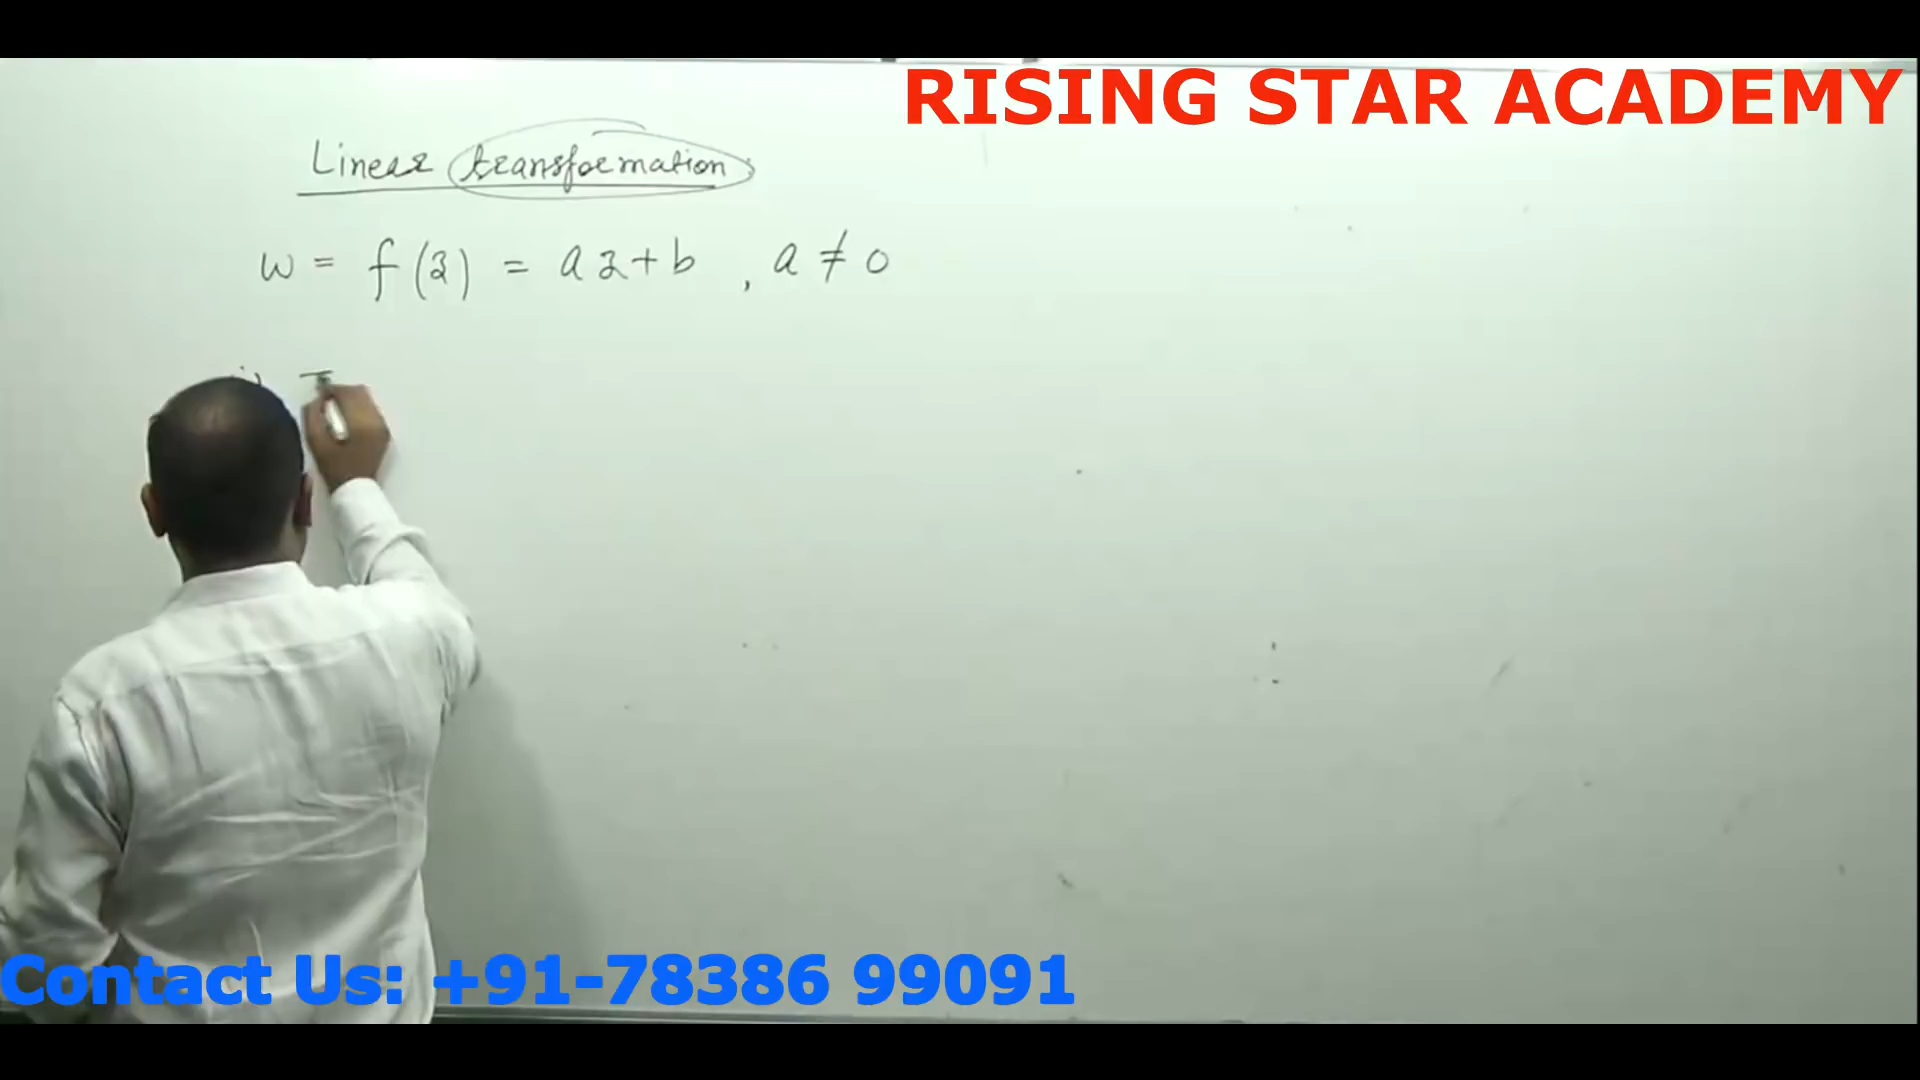 RISING STAR ACADEMY
Linear transformation
w = f(z) = az+b , a ≠ 0
Contact Us: +91-78386 99091